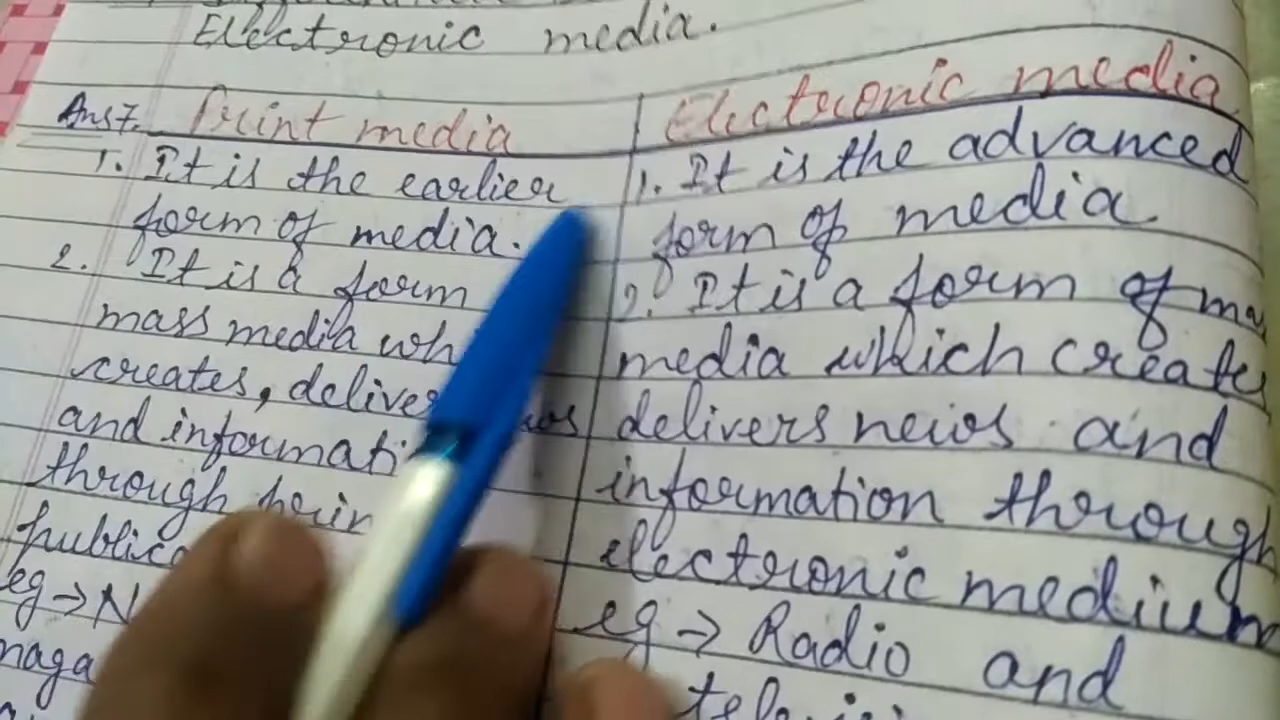 Electronic media.
Ans7. Print media
1. It is the earlier
form of media.
2. It is a form
mass media
creates,
and
through
eg →
Electronic media
1. It is the advanced
form of media.
2. It is a form of
media which creates
delivers news and
information through
electronic medium
eg → Radio and